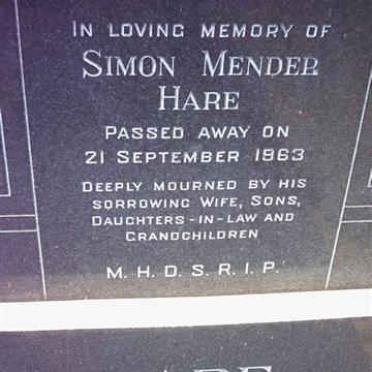 IN LOVING MEMORY OF
SIMON MENDER
HARE
PASSED AWAY ON
21 SEPTEMBER 1963
DEEPLY MOURNED BY HIS
SORROWING WIFE, SONS,
DAUGHTERS-IN-LAW AND
GRANDCHILDREN
M. H. D. S. R. I. P.